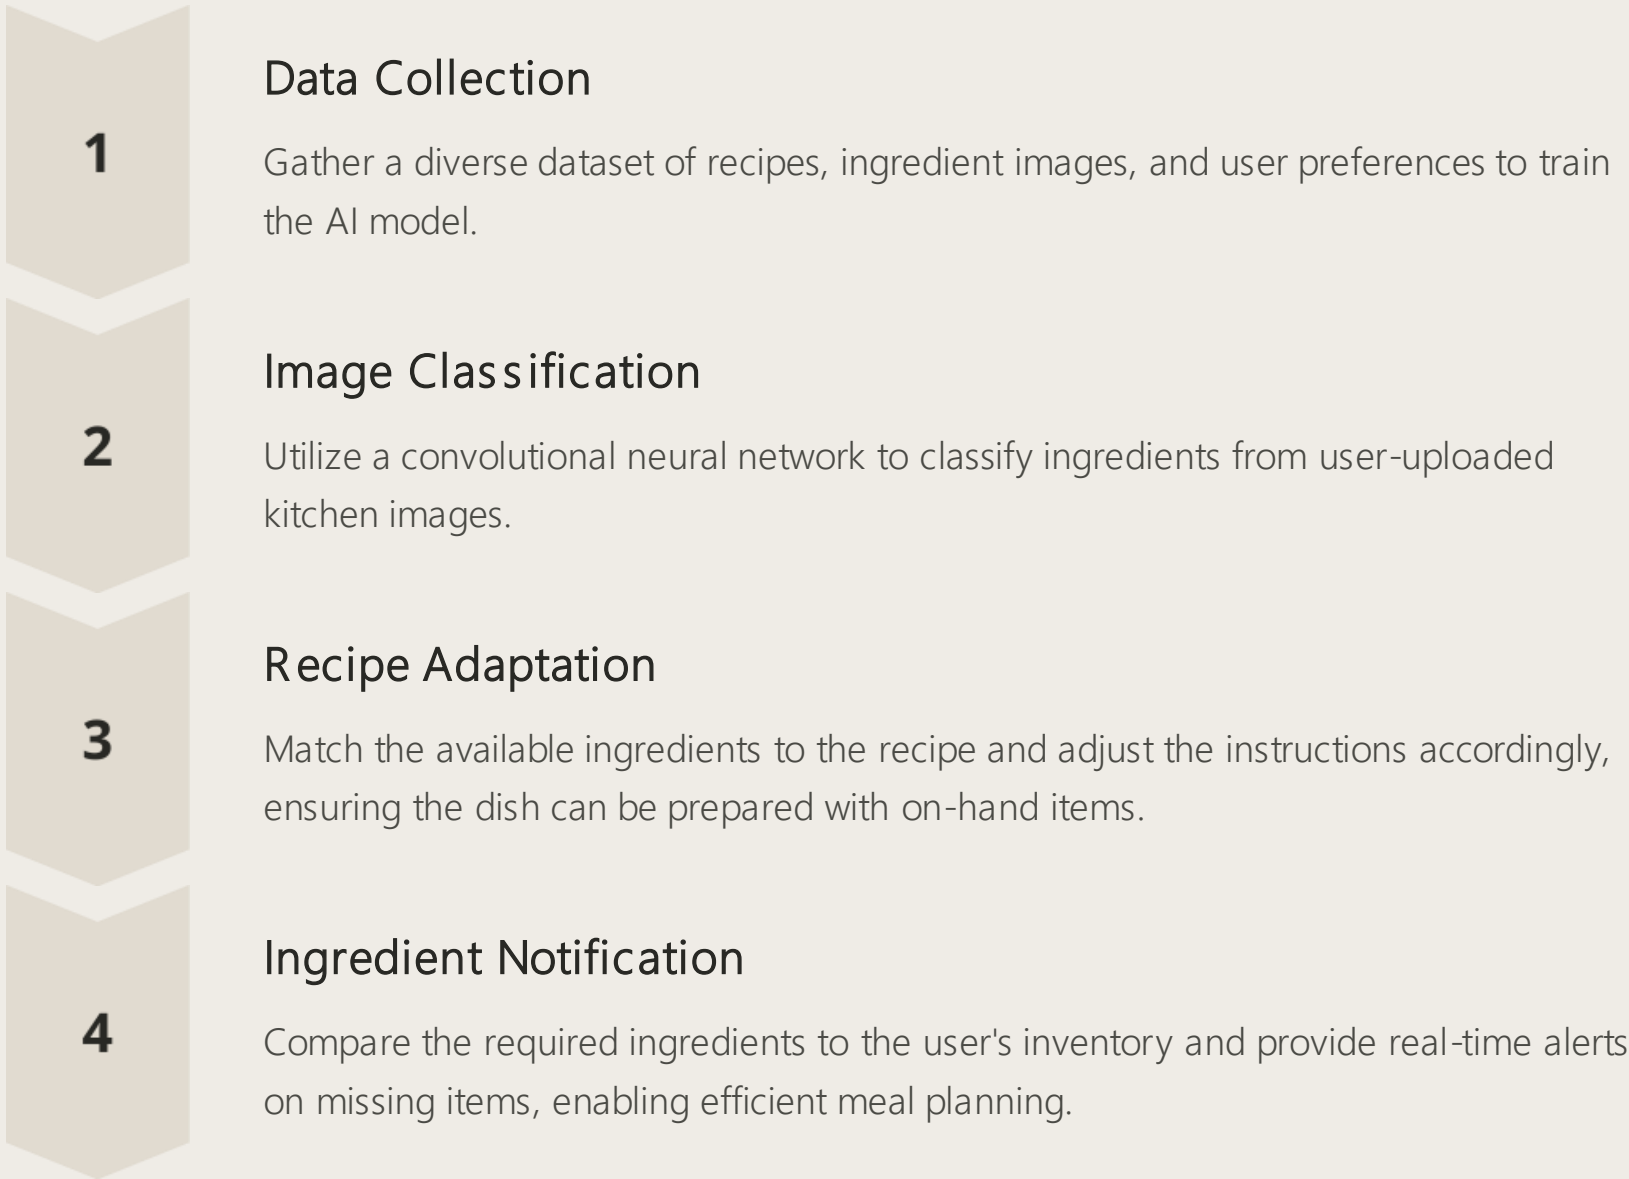 1
Data Collection
Gather a diverse dataset of recipes, ingredient images, and user preferences to train
the AI model.
2
Image Classification
Utilize a convolutional neural network to classify ingredients from user-uploaded
kitchen images.
3
Recipe Adaptation
Match the available ingredients to the recipe and adjust the instructions accordingly,
ensuring the dish can be prepared with on-hand items.
4
Ingredient Notification
Compare the required ingredients to the user's inventory and provide real-time alerts
on missing items, enabling efficient meal planning.